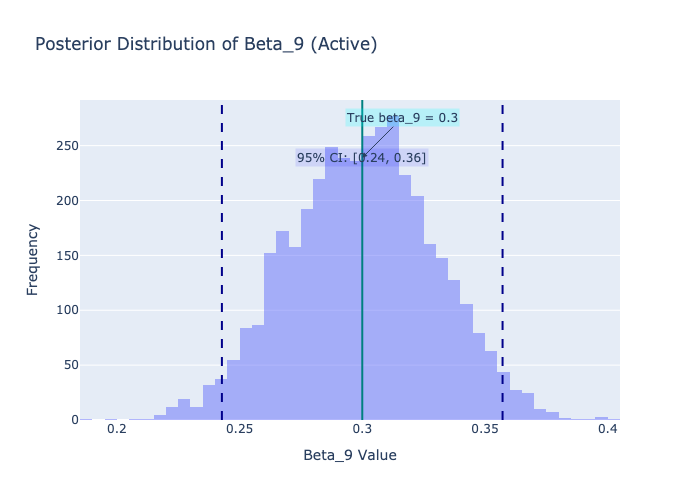 Posterior Distribution of Beta_9 (Active)
True beta_9 = 0.3
95% CI: [0.24, 0.36]
Frequency
250
200
150
100
50
0
0.2
0.25
0.3
0.35
0.4
Beta_9 Value